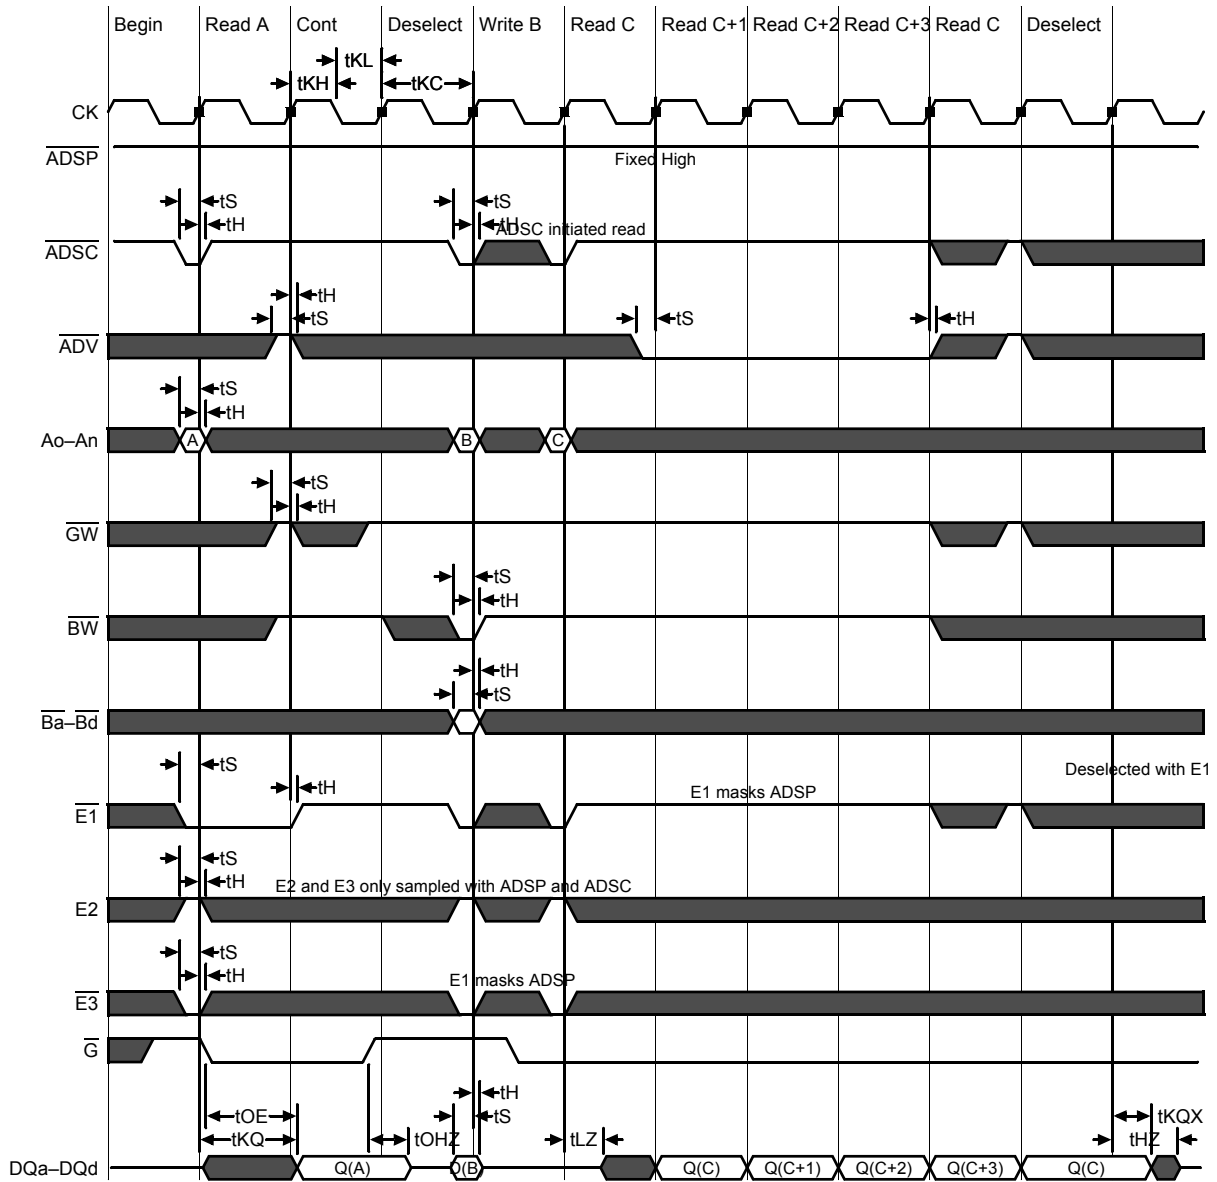 Begin Read A Cont Deselect Write B Read C Read C+1 Read C+2 Read C+3 Read C Deselect
tKL
tKH tKC
CK
ADSP
Fixed High
tS tS
tH tH
ADSC initiated read
ADSC
tH
tS tS tH
ADV
tS
tH
Ao–An A B C
tS
tH
GW
tS
tH
BW
tH
tS
Ba–Bd
tS
Deselected with E1
tH
E1 masks ADSP
E1
tS
tH
E2 and E3 only sampled with ADSP and ADSC
E2
tS
tH
E1 masks ADSP
E3
G
tH
tOE tS tKQX
tKQ tOHZ tLZ tHZ
DQa–DQd Q(A) D(B Q(C) Q(C+1) Q(C+2) Q(C+3) Q(C)